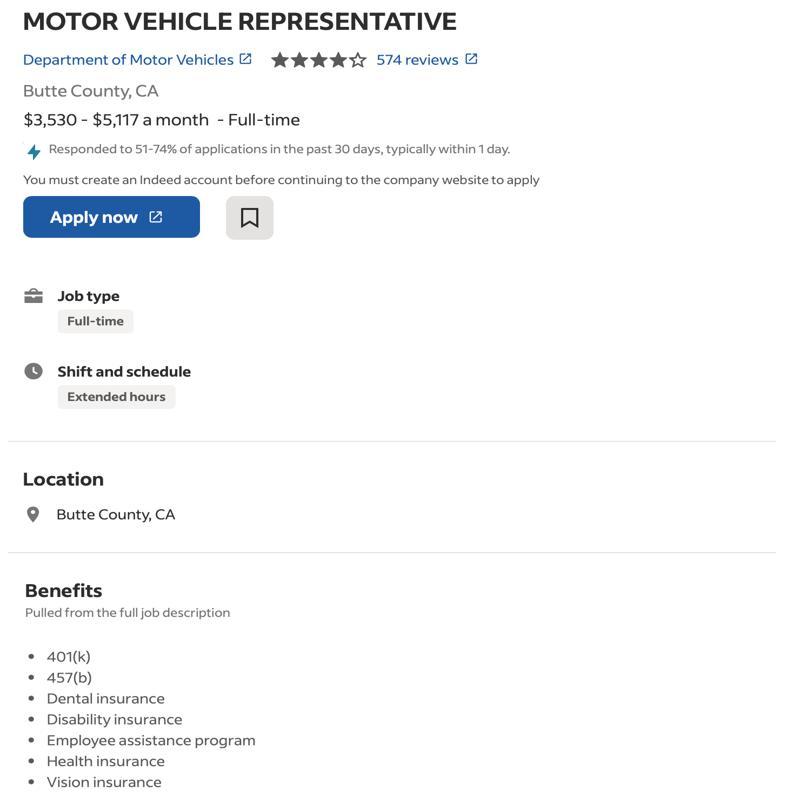 MOTOR VEHICLE REPRESENTATIVE
Department of Motor Vehicles 574 reviews
Butte County, CA
$3,530 - $5,117 a month - Full-time
Responded to 51-74% of applications in the past 30 days, typically within 1 day.
You must create an Indeed account before continuing to the company website to apply
Apply now
Job type
Full-time
Shift and schedule
Extended hours
Location
Butte County, CA
Benefits
Pulled from the full job description
• 401(k)
• 457(b)
• Dental insurance
• Disability insurance
• Employee assistance program
• Health insurance
• Vision insurance